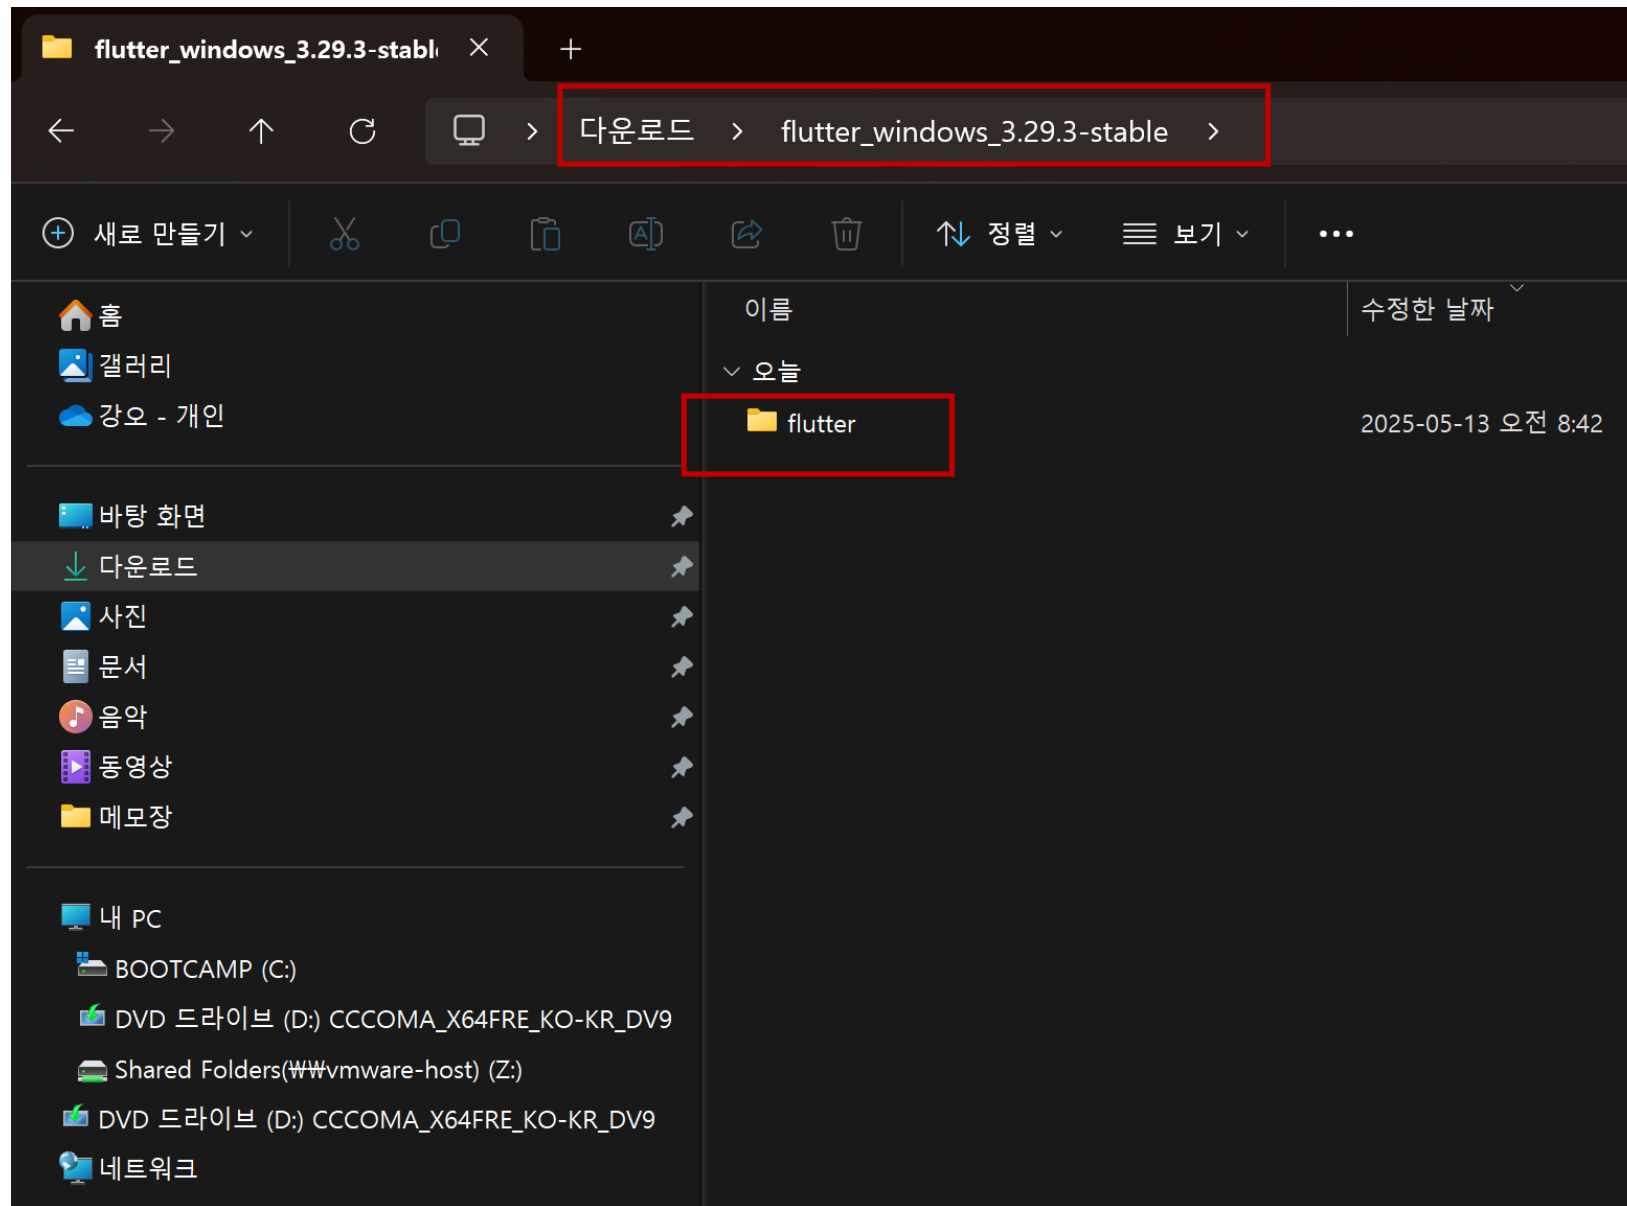 flutter_windows_3.29.3-stabl
다운로드 > flutter_windows_3.29.3-stable >
새로 만들기
정렬
보기
홈
갤러리
강오 - 개인
바탕 화면
다운로드
사진
문서
음악
동영상
메모장
내 PC
BOOTCAMP (C:)
DVD 드라이브 (D:) CCCOMA_X64FRE_KO-KR_DV9
Shared Folders(₩₩vmware-host) (Z:)
DVD 드라이브 (D:) CCCOMA_X64FRE_KO-KR_DV9
네트워크
이름 수정한 날짜
오늘
flutter 2025-05-13 오전 8:42